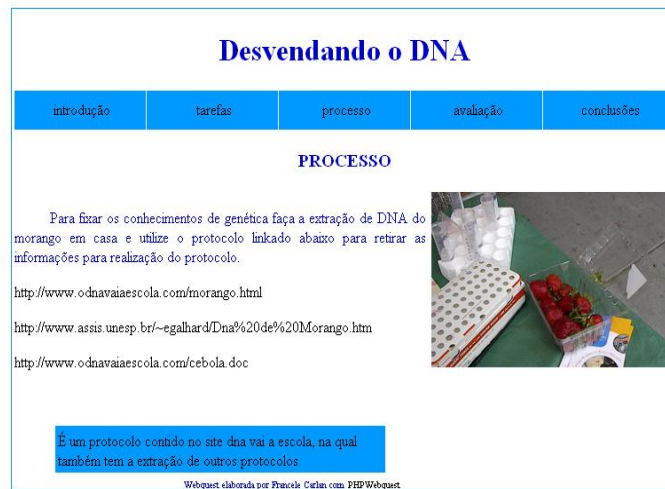 Desvendando o DNA
introdução tarefas processo avaliação conclusões
PROCESSO
Para fixar os conhecimentos de genética faça a extração de DNA do
morango em casa e utilize o protocolo linkado abaixo para retirar as
informações para realização do protocolo.
http://www.odnavaiaescola.com/morango.html
http://www.assis.unesp.br/~egalhard/Dna%20de%20Morango.htm
http://www.odnavaiaescola.com/cebola.doc
É um protocolo contido no site dna vai a escola, na qual
também tem a extração de outros protocolos
Webquest elaborada por Francele Carlan com PHPWebquest